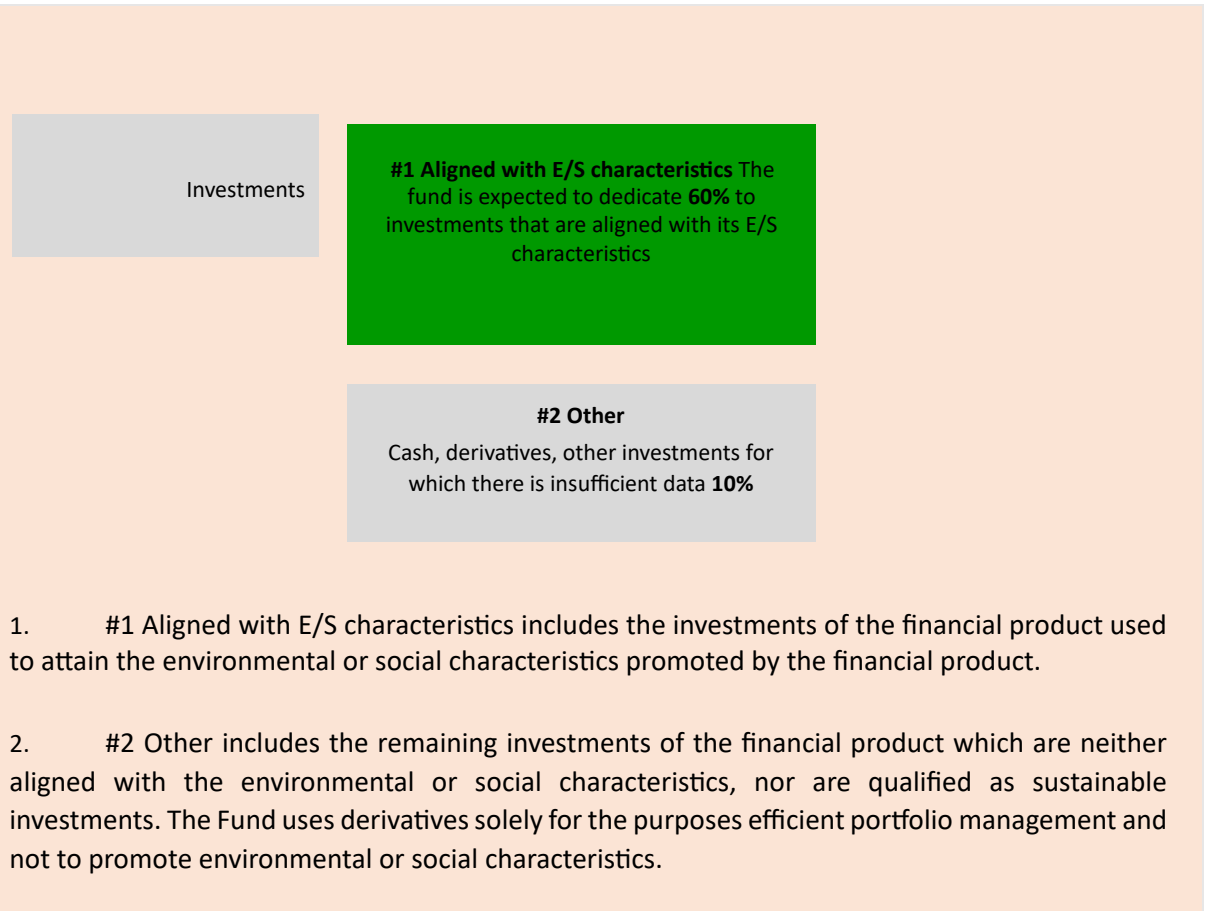 Investments
#1 Aligned with E/S characteristics The
fund is expected to dedicate 60% to
investments that are aligned with its E/S
characteristics
#2 Other
Cash, derivatives, other investments for
which there is insufficient data 10%
1. #1 Aligned with E/S characteristics includes the investments of the financial product used
to attain the environmental or social characteristics promoted by the financial product.
2. #2 Other includes the remaining investments of the financial product which are neither
aligned with the environmental or social characteristics, nor are qualified as sustainable
investments. The Fund uses derivatives solely for the purposes efficient portfolio management and
not to promote environmental or social characteristics.